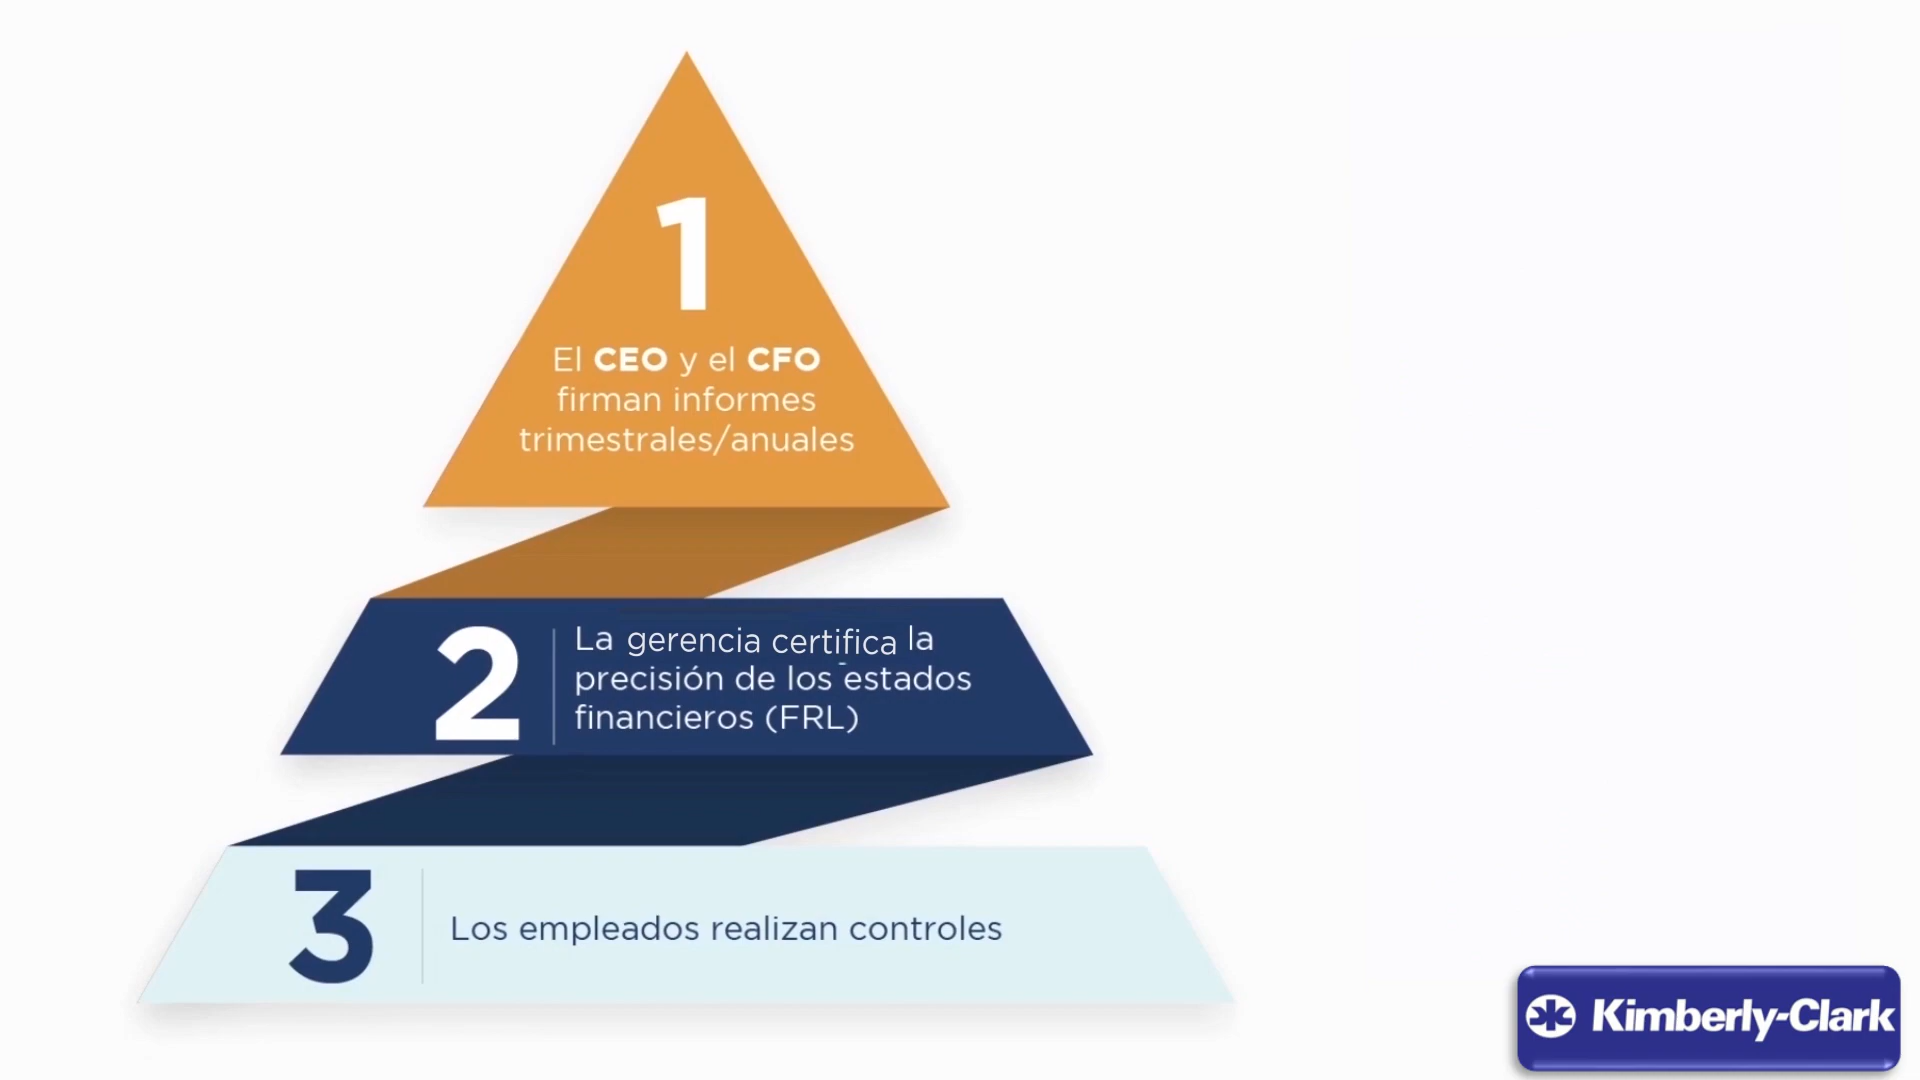 1
El CEO y el CFO
firman informes
trimestrales/anuales
2
La gerencia certifica la
precisión de los estados
financieros (FRL)
3
Los empleados realizan controles
Kimberly-Clark